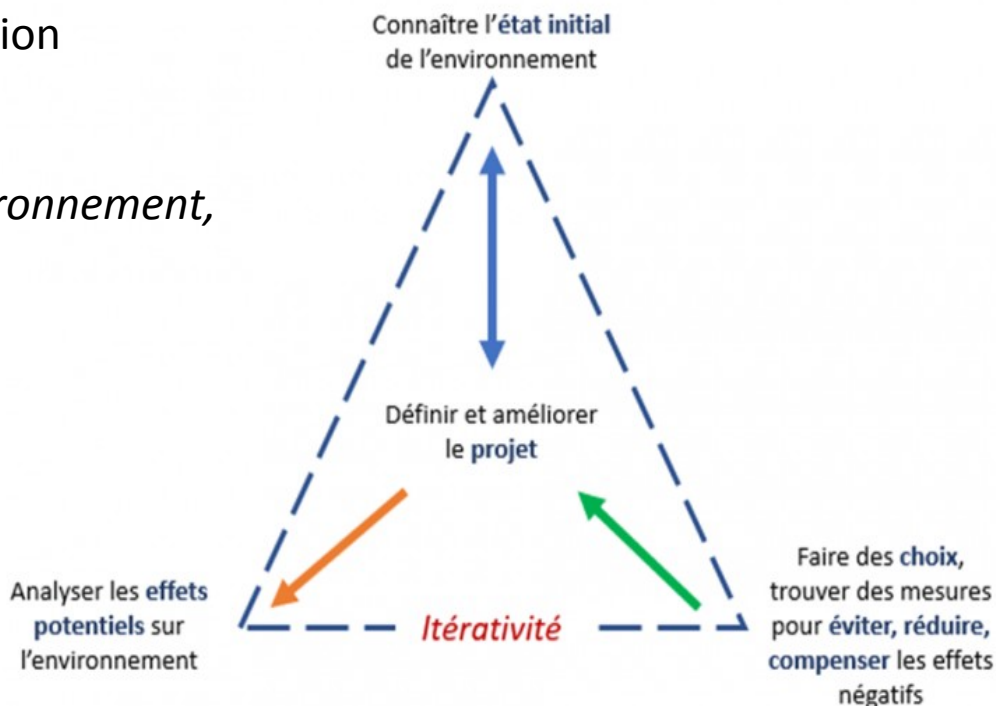 ion
Connaître l'état initial
de l'environnement
ronnement,
Définir et améliorer
le projet
Analyser les effets
potentiels sur
l'environnement
Itérativité
Faire des choix,
trouver des mesures
pour éviter, réduire,
compenser les effets
négatifs